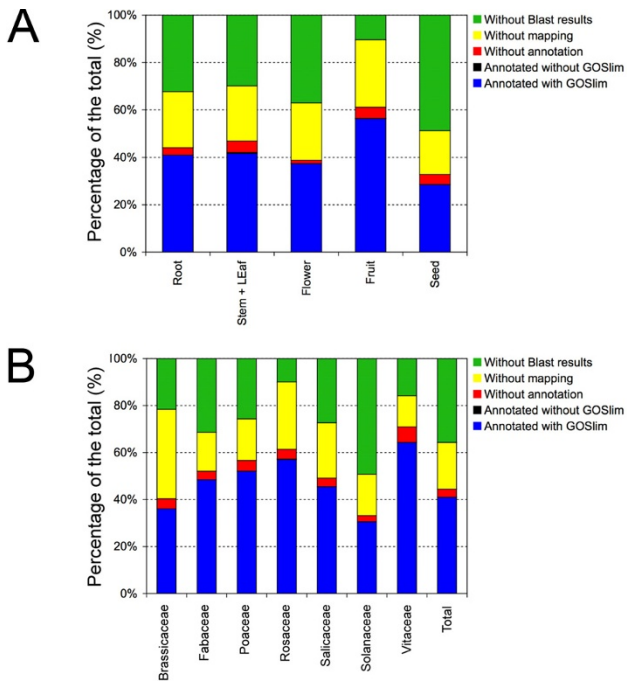 A
Percentage of the total (%)
100%
80%
60%
40%
20%
0%
Root
Stem + LEaf
Flower
Fruit
Seed
Without Blast results
Without mapping
Without annotation
Annotated without GOSlim
Annotated with GOSlim
B
Percentage of the total (%)
100%
80%
60%
40%
20%
0%
Brassicaceae
Fabaceae
Poaceae
Rosaceae
Salicaceae
Solanaceae
Vitaceae
Total
Without Blast results
Without mapping
Without annotation
Annotated without GOSlim
Annotated with GOSlim